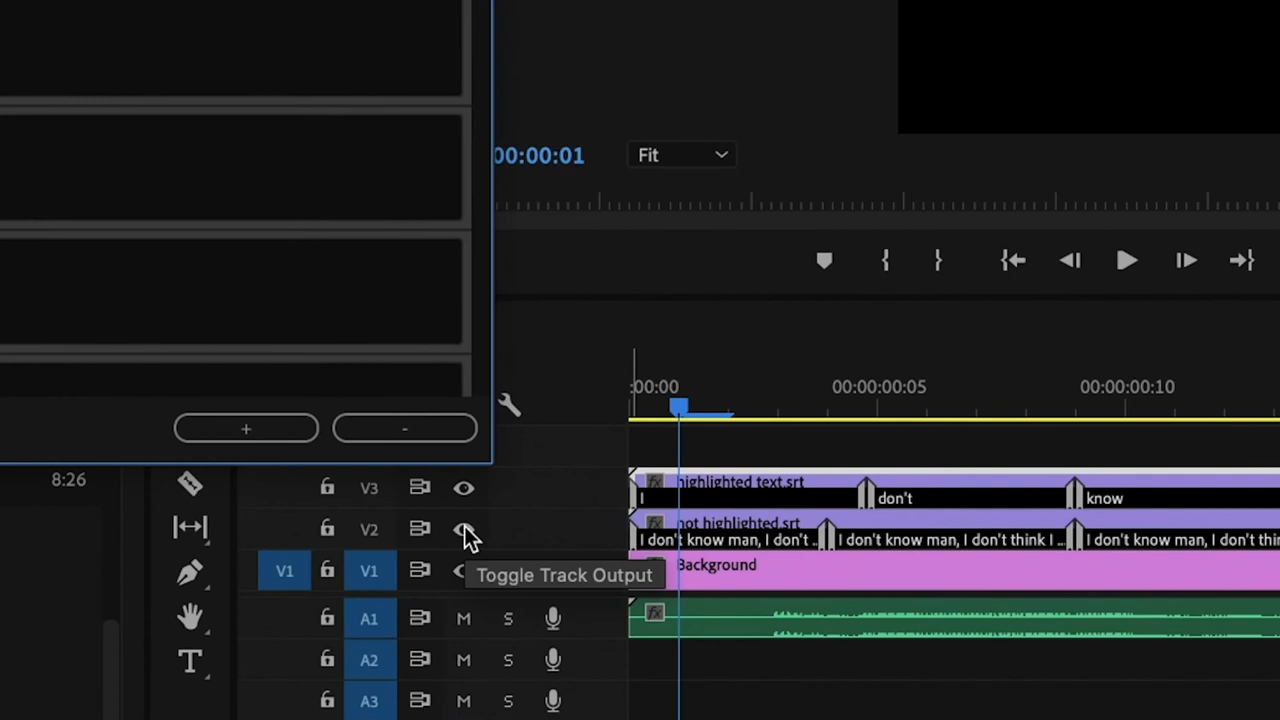 00:00:01
Fit
:00:00
00:00:00:05
00:00:00:10
+
-
8:26
V3
highlighted text.srt
I
don't
know
V2
not highlighted.srt
I don't know man, I don't ..
I don't know man, I don't think I ...
I don't know man, I don't thin
V1
V1
Background
Toggle Track Output
A1
M
S
A2
M
S
A3
M
S